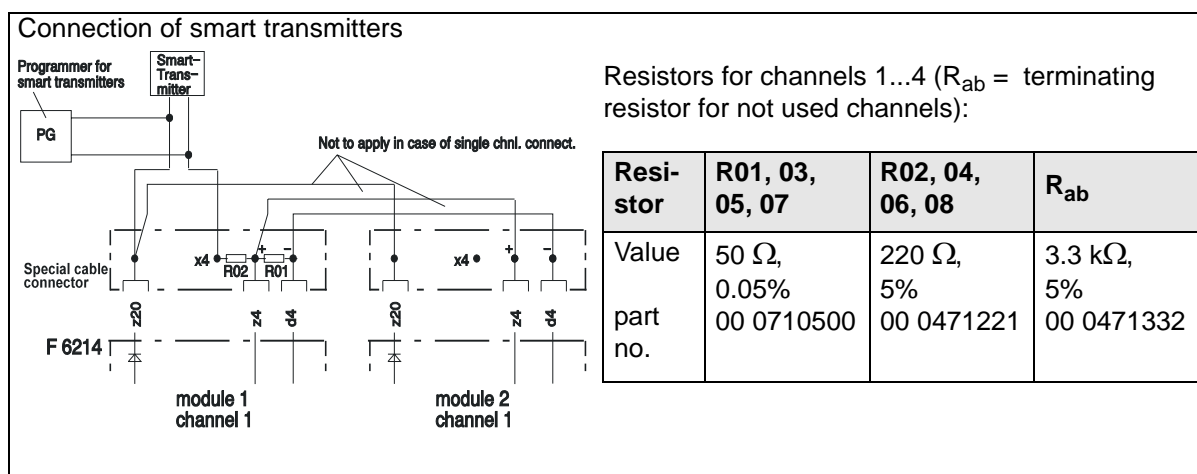 Connection of smart transmitters
Programmer for
smart transmitters
Smart-
Trans-
mitter
PG
Not to apply in case of single chnl. connect.
Special cable
connector
x4
R02
+
R01
−
x4
+
−
z20
z4
d4
z20
z4
d4
F 6214
module 1
channel 1
module 2
channel 1
Resistors for channels 1...4 (Rab = terminating
resistor for not used channels):
Resi-
stor
R01, 03,
05, 07
R02, 04,
06, 08
Rab
Value
part
no.
50 Ω,
0.05%
00 0710500
220 Ω,
5%
00 0471221
3.3 kΩ,
5%
00 0471332